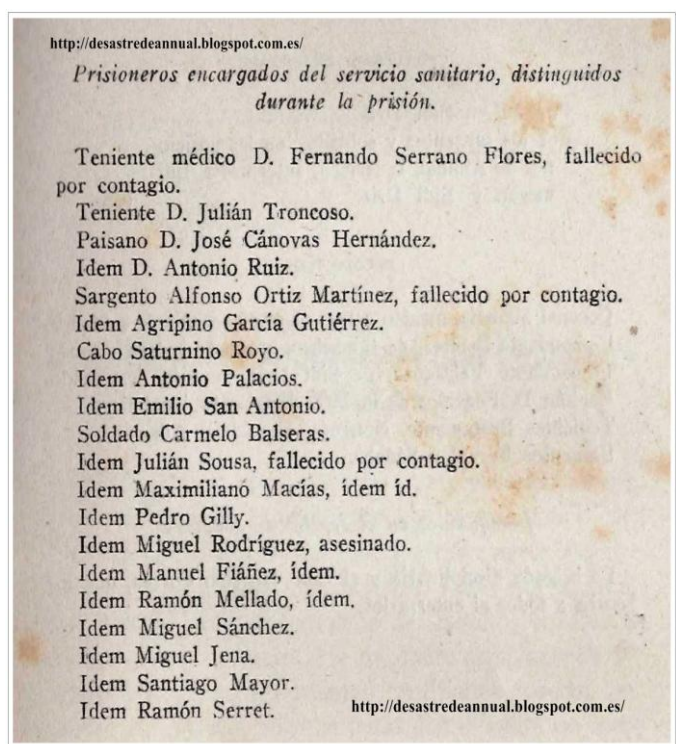 http://desastredeannual.blogspot.com.es/
Prisioneros encargados del servicio sanitario, distinguidos
durante la prisión.
Teniente médico D. Fernando Serrano Flores, fallecido
por contagio.
Teniente D. Julián Troncoso.
Paisano D. José Cánovas Hernández.
Idem D. Antonio Ruiz.
Sargento Alfonso Ortiz Martínez, fallecido por contagio.
Idem Agripino García Gutiérrez.
Cabo Saturnino Royo.
Idem Antonio Palacios.
Idem Emilio San Antonio.
Soldado Carmelo Balseras.
Idem Julián Sousa, fallecido por contagio.
Idem Maximiliano Macías, ídem íd.
Idem Pedro Gilly.
Idem Miguel Rodríguez, asesinado.
Idem Manuel Fiáñez, ídem.
Idem Ramón Mellado, ídem.
Idem Miguel Sánchez.
Idem Miguel Jena.
Idem Santiago Mayor.
Idem Ramón Serret.
http://desastredeannual.blogspot.com.es/